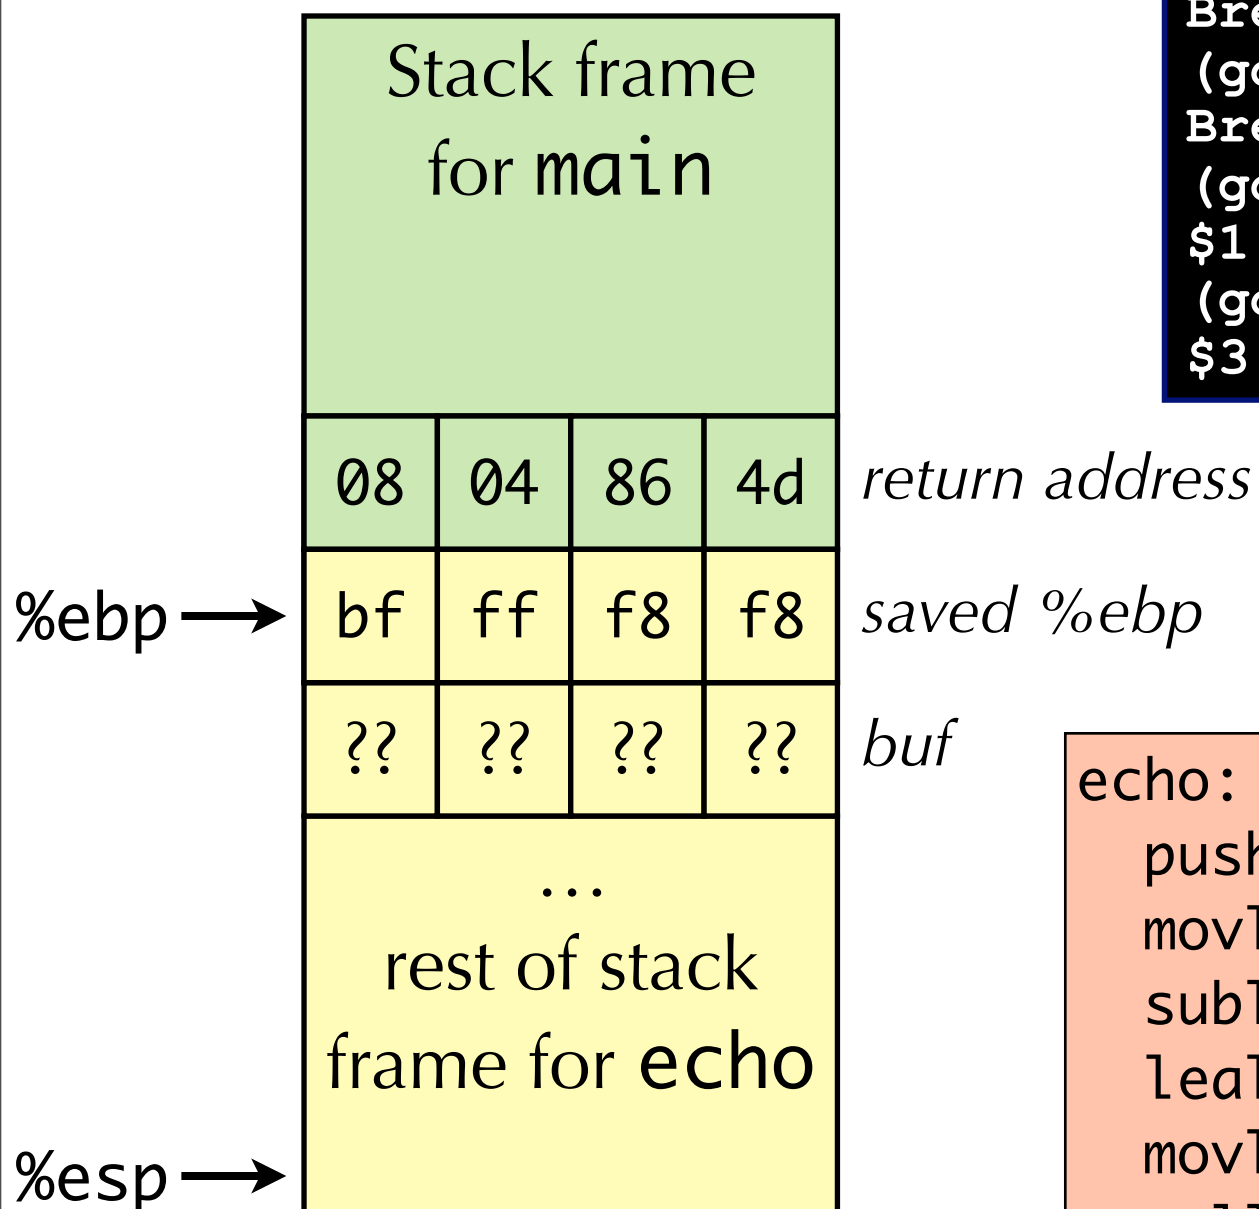 Stack frame
for main
08 04 86 4d
return address
%ebp
bf ff f8 f8
saved %ebp
?? ?? ?? ??
buf
...
rest of stack
frame for echo
%esp
$1
$3
echo: